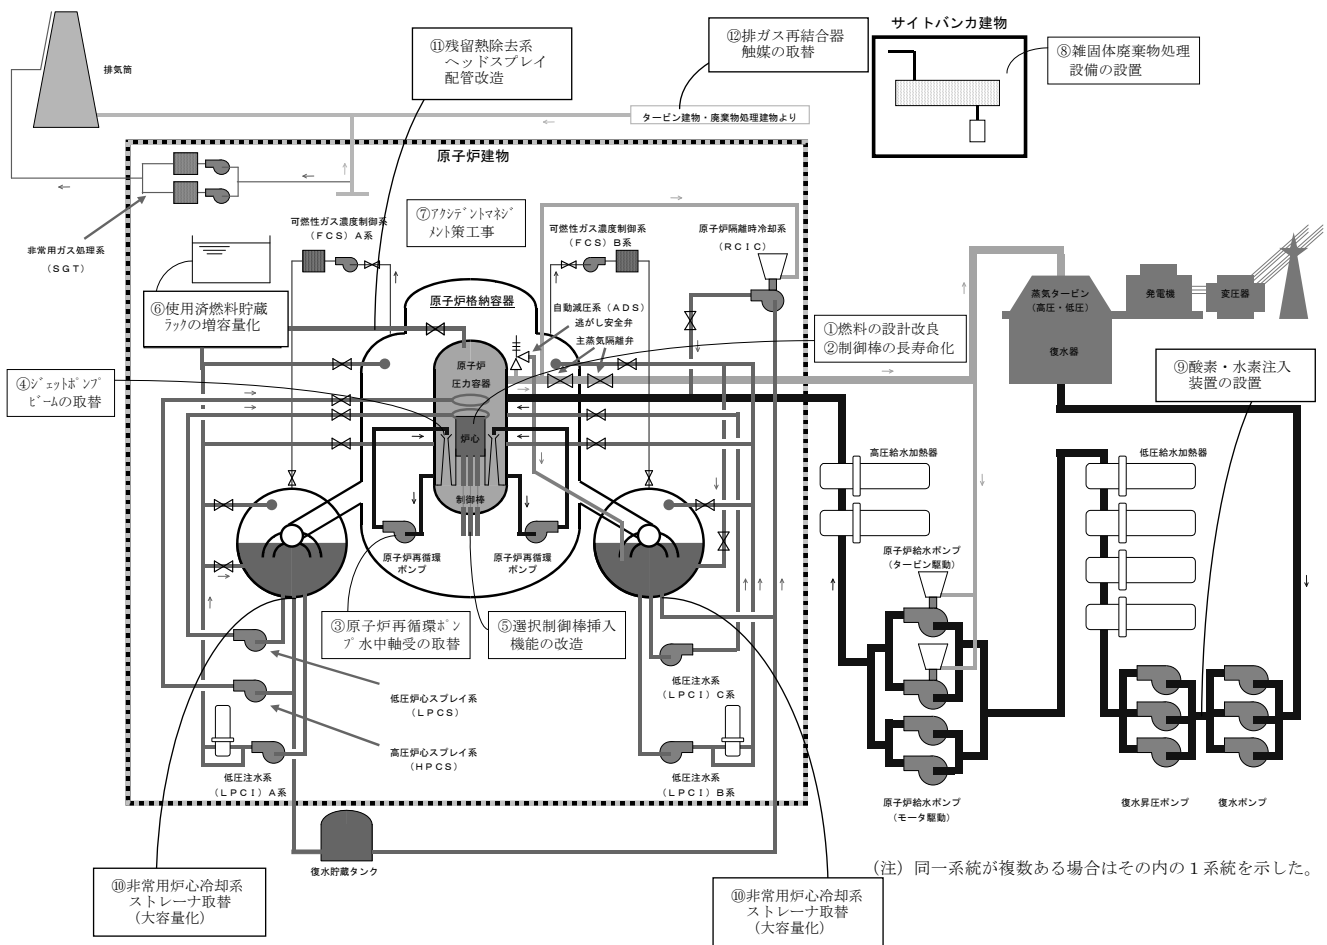 サイトバンカ建物
⑪残留熱除去系
ヘッドスプレイ
配管改造
⑫排ガス再結合器
触媒の取替
⑧雑固体廃棄物処理
設備の設置
排気筒
タービン建物・廃棄物処理建物より
原子炉建物
非常用ガス処理系
(SGT)
可燃性ガス濃度制御系
(FCS)A系
⑦ｱｸｼﾃﾞﾝﾄﾏﾈｼﾞ
ﾒﾝﾄ策工事
可燃性ガス濃度制御系
(FCS)B系
原子炉隔離時冷却系
(RCIC)
⑥使用済燃料貯蔵
ﾗｯｸの増容量化
原子炉格納容器
自動減圧系(ADS)
逃がし安全弁
主蒸気隔離弁
①燃料の設計改良
②制御棒の長寿命化
蒸気タービン
(高圧・低圧)
復水器
発電機
変圧器
⑨酸素・水素注入
装置の設置
④ｼﾞｪｯﾄﾎﾟﾝﾌﾟ
ﾋﾞｰﾑの取替
原子炉
圧力容器
炉心
制御棒
高圧給水加熱器
低圧給水加熱器
原子炉再循環
ポンプ
原子炉再循環
ポンプ
原子炉給水ポンプ
(タービン駆動)
③原子炉再循環ﾎﾟﾝ
ﾌﾟ水中軸受の取替
⑤選択制御棒挿入
機能の改造
低圧炉心スプレイ系
(LPCS)
高圧炉心スプレイ系
(HPCS)
低圧注水系
(LPCI)C系
低圧注水系
(LPCI)A系
低圧注水系
(LPCI)B系
原子炉給水ポンプ
(モータ駆動)
復水昇圧ポンプ
復水ポンプ
復水貯蔵タンク
(注)同一系統が複数ある場合はその内の1系統を示した。
⑩非常用炉心冷却系
ストレーナ取替
(大容量化)
⑩非常用炉心冷却系
ストレーナ取替
(大容量化)